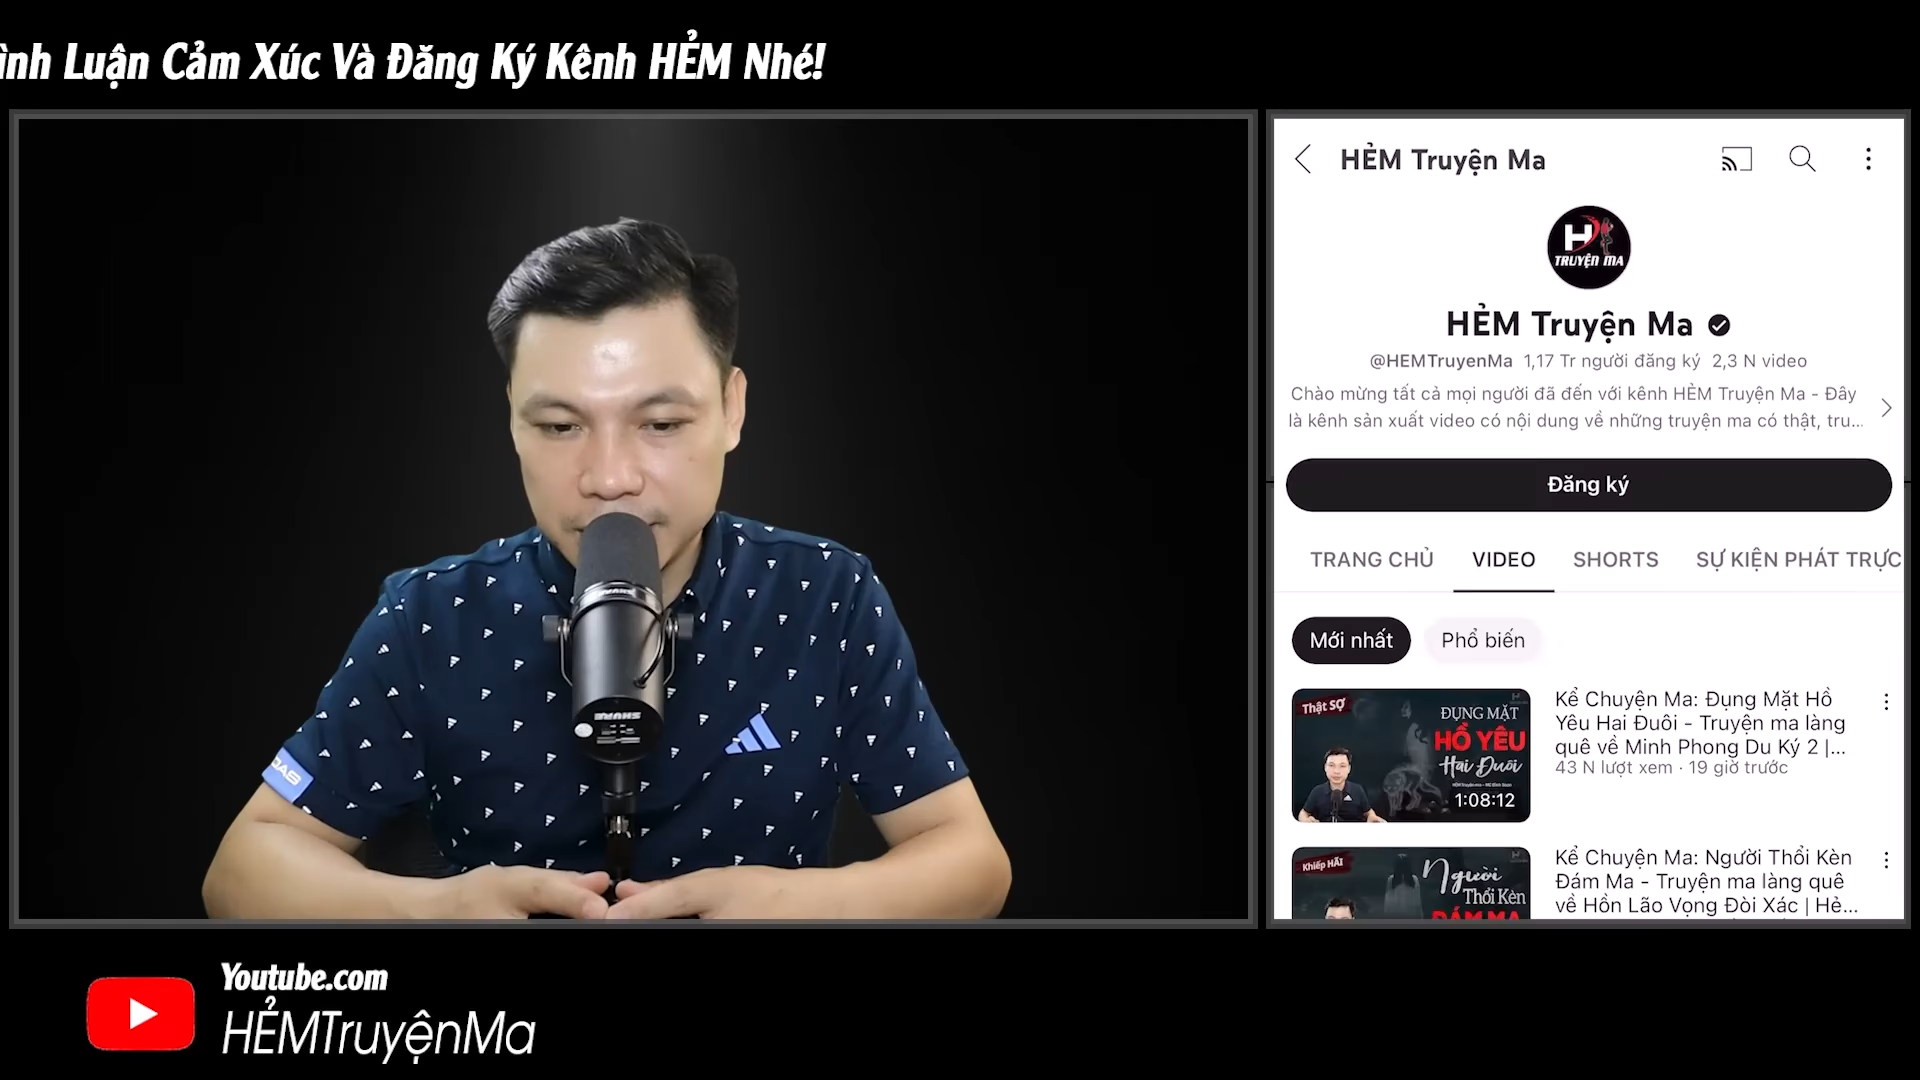 ình Luận Cảm Xúc Và Đăng Ký Kênh HẺM Nhé!
HẺM Truyện Ma
H
TRUYỆN MA
HẺM Truyện Ma
@HEMTruyenMa 1,17 Tr người đăng ký 2,3 N video
Chào mừng tất cả mọi người đã đến với kênh HẺM Truyện Ma - Đây
là kênh sản xuất video có nội dung về những truyện ma có thật, tru...
Đăng ký
TRANG CHỦ VIDEO SHORTS SỰ KIỆN PHÁT TRỰC
Mới nhất Phổ biến
Thật SỢ
ĐỤNG MẶT
HỒ YÊU
Hai Đuôi
1:08:12
Kể Chuyện Ma: Đụng Mặt Hồ
Yêu Hai Đuôi - Truyện ma làng
quê về Minh Phong Du Ký 2 |...
43 N lượt xem · 19 giờ trước
Khiếp HÃI
Người
Thổi Kèn
ĐÁM MA
Kể Chuyện Ma: Người Thổi Kèn
Đám Ma - Truyện ma làng quê
về Hồn Lão Vọng Đòi Xác | Hẻ...
SHURE
Youtube.com
HẺMTruyệnMa